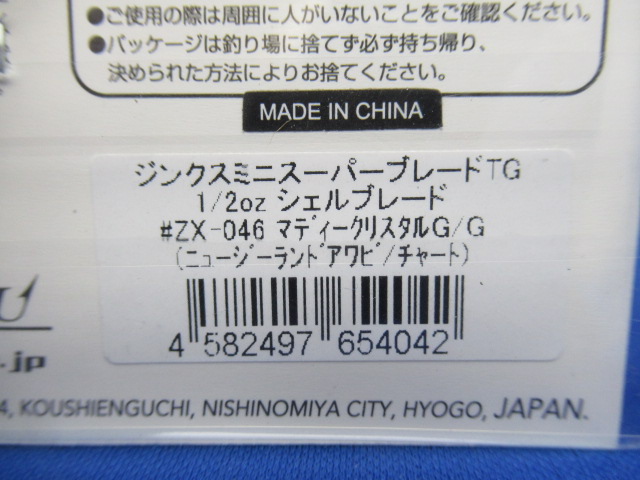 ●ご使用の際は周囲に人がいないことをご確認ください。
●パッケージは釣り場に捨てず必ず持ち帰り、
決められた方法によりお捨てください。
MADE IN CHINA
ジンクスミニスーパーブレードTG
1/2oz シェルブレード
#ZX-046 マディークリスタルG/G
(ニュージーランドアワビ/チャート)
4 582497 654042
U
.jp
4, KOUSHIENGUCHI, NISHINOMIYA CITY, HYOGO, JAPAN.